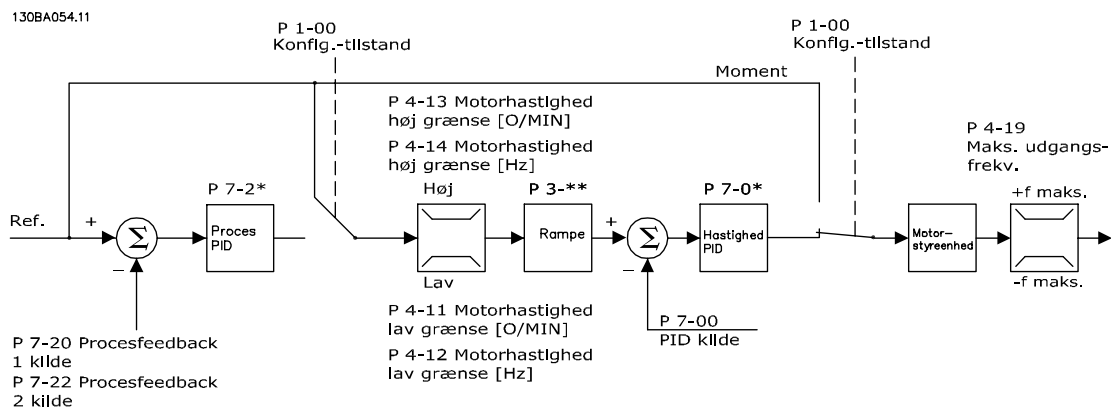 130BA054.11
P 1-00
Konfig.-tilstand
P 1-00
Konfig.-tilstand
Moment
P 4-13 Motorhastighed
høj grænse [O/MIN]
P 4-14 Motorhastighed
høj grænse [Hz]
P 4-19
Maks. udgangs-
frekv.
P 7-2*
Høj
P 3-**
P 7-0*
+f maks.
Ref.
+
Σ
−
Proces
PID
Rampe
+
Σ
−
Hastighed
PID
Motor-
styreenhed
Lav
-f maks.
P 4-11 Motorhastighed
lav grænse [O/MIN]
P 4-12 Motorhastighed
lav grænse [Hz]
P 7-00
PID kilde
P 7-20 Procesfeedback
1 kilde
P 7-22 Procesfeedback
2 kilde